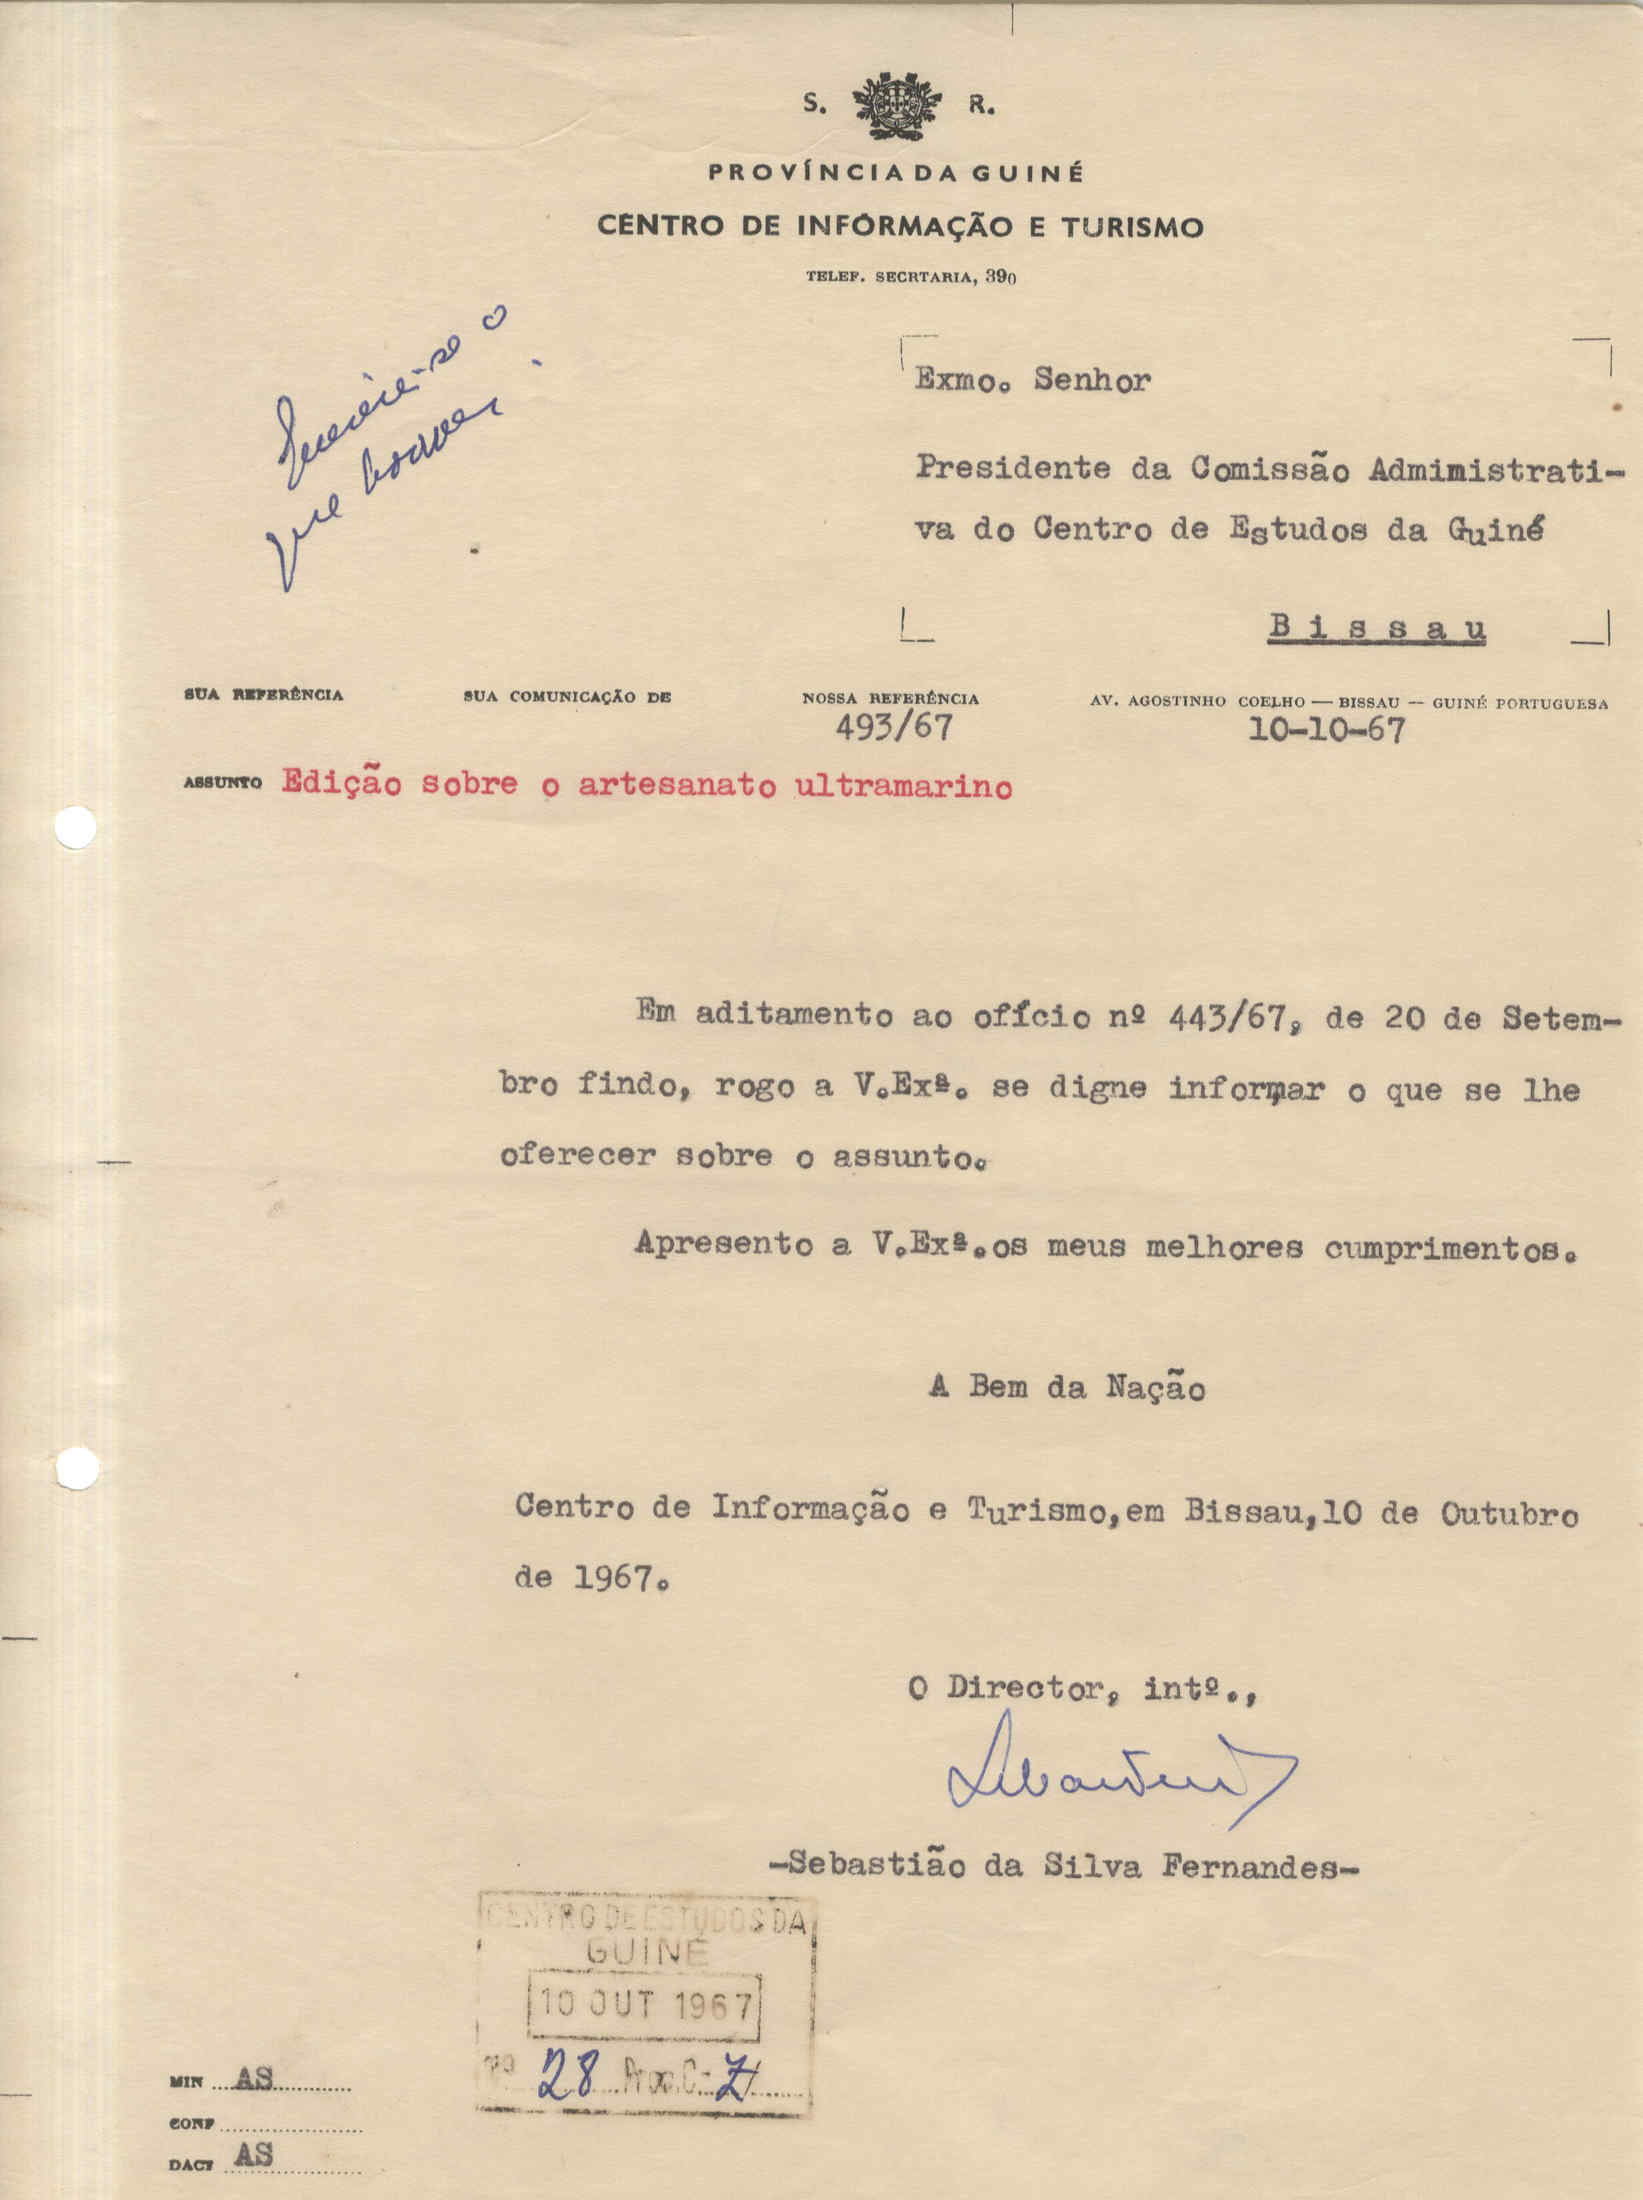 S. R.
PROVÍNCIA DA GUINÉ
CENTRO DE INFORMAÇÃO E TURISMO
TELEF. SECRTARIA, 390
que houver.
Exmo. Senhor
Presidente da Comissão Admimistrati-
va do Centro de Estudos da Guiné
Bissau
SUA REFERÊNCIA SUA COMUNICAÇÃO DE NOSSA REFERÊNCIA AV. AGOSTINHO COELHO — BISSAU — GUINÉ PORTUGUESA
493/67 10-10-67
ASSUNTO Edição sobre o artesanato ultramarino
Em aditamento ao ofício nº 443/67, de 20 de Setem-
bro findo, rogo a V.Exª. se digne informar o que se lhe
oferecer sobre o assunto.
Apresento a V.Exª.os meus melhores cumprimentos.
A Bem da Nação
Centro de Informação e Turismo,em Bissau,10 de Outubro
de 1967.
O Director, intº.,
-Sebastião da Silva Fernandes-
CENTRO DE ESTUDOS DA
GUINÉ
10 OUT 1967
Nº 28 Proc. C-
MIN AS
CONF
DACT AS